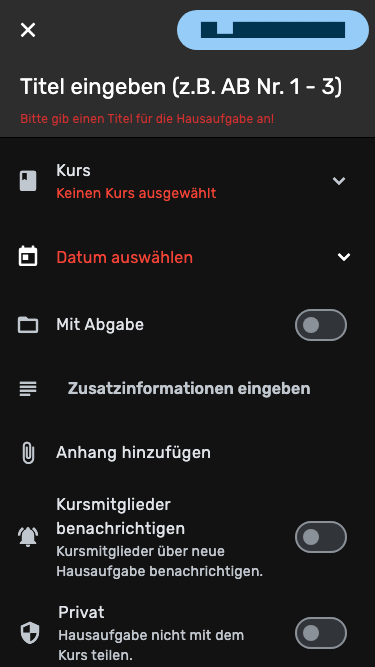 Titel eingeben (z.B. AB Nr. 1 - 3)
Bitte gib einen Titel für die Hausaufgabe an!
Kurs
Keinen Kurs ausgewählt
Datum auswählen
Mit Abgabe
Zusatzinformationen eingeben
Anhang hinzufügen
Kursmitglieder
benachrichtigen
Kursmitglieder über neue
Hausaufgabe benachrichtigen.
Privat
Hausaufgabe nicht mit dem
Kurs teilen.